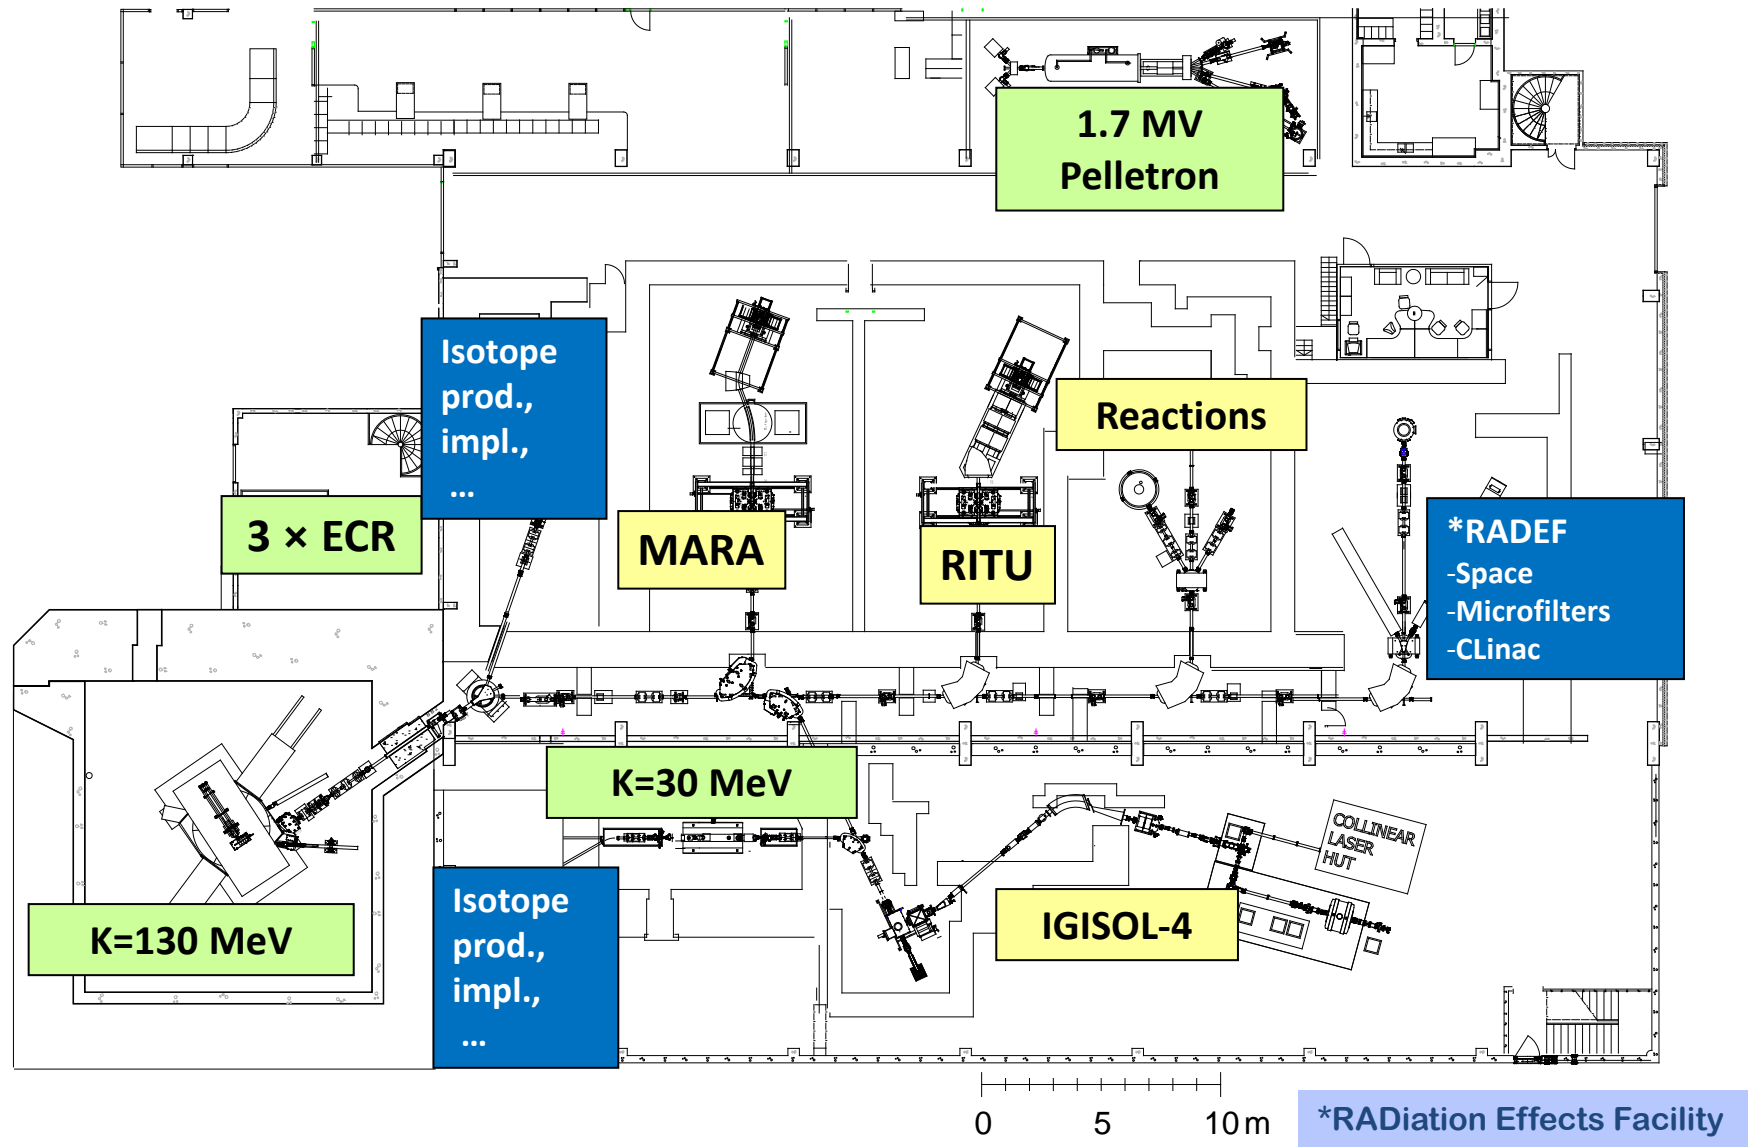 1.7 MV
Pelletron
Isotope
prod.,
impl.,
...
Reactions
3 × ECR
MARA
RITU
*RADEF
-Space
-Microfilters
-CLinac
K=30 MeV
COLLINEAR
LASER
HUT
K=130 MeV
Isotope
prod.,
impl.,
...
IGISOL-4
0 5 10 m
*RADiation Effects Facility